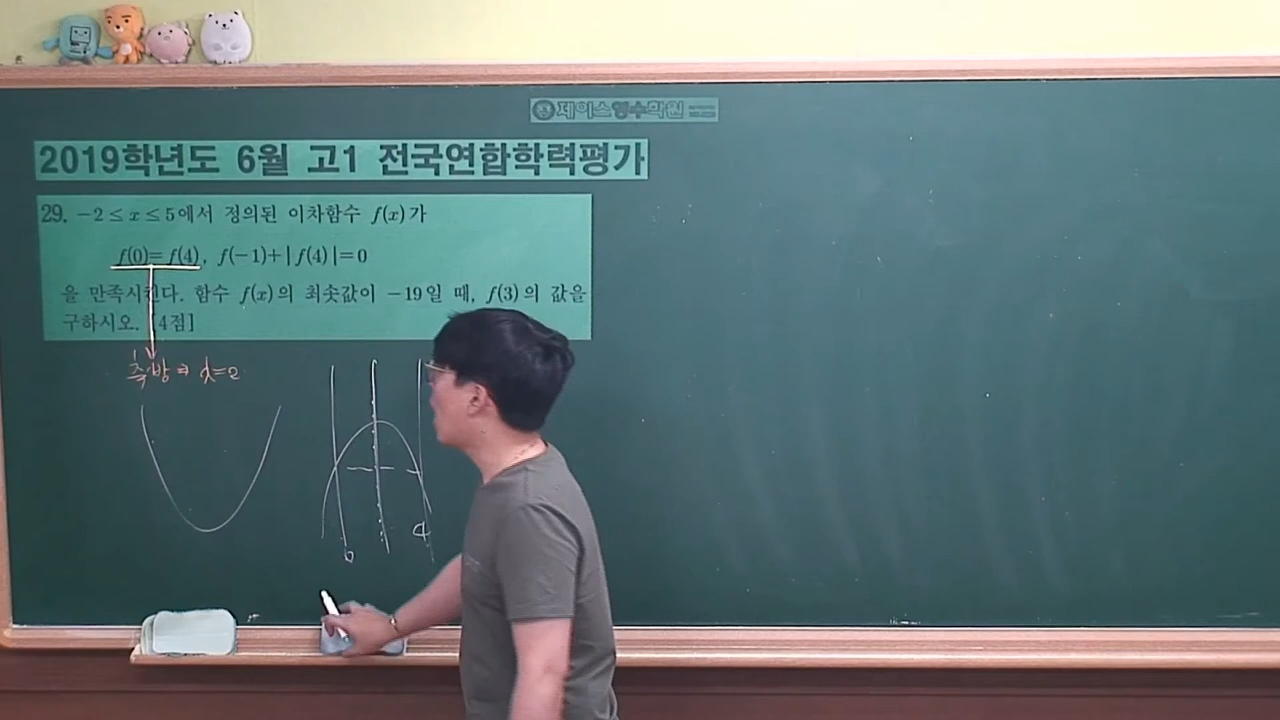 제이스영수학원
2019학년도 6월 고1 전국연합학력평가
29. −2 ≤ x ≤ 5에서 정의된 이차함수 f(x)가
f(0)=f(4), f(−1)+|f(4)|=0
을 만족시킨다. 함수 f(x)의 최솟값이 −19일 때, f(3)의 값을
구하시오. [4점]
축방 ⇒ x=2
0
4